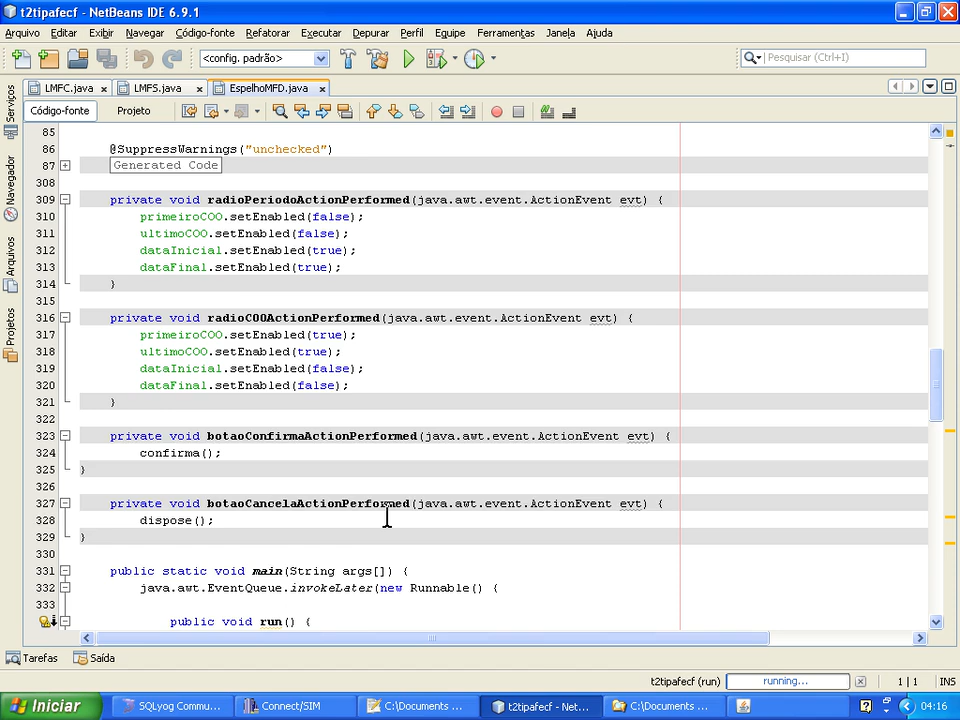 t2tipafecf - NetBeans IDE 6.9.1
Arquivo Editar Exibir Navegar Código-fonte Refatorar Executar Depurar Perfil Equipe Ferramentas Janela Ajuda
<config. padrão> Pesquisar (Ctrl+I)
LMFC.java x LMFS.java x EspelhoMFD.java x
Código-fonte Projeto
Serviços
Navegador
Arquivos
Projetos
85
86 @SuppressWarnings("unchecked")
87 Generated Code
308
309 private void radioPeriodoActionPerformed(java.awt.event.ActionEvent evt) {
310 primeiroCOO.setEnabled(false);
311 ultimoCOO.setEnabled(false);
312 dataInicial.setEnabled(true);
313 dataFinal.setEnabled(true);
314 }
315
316 private void radioCOOActionPerformed(java.awt.event.ActionEvent evt) {
317 primeiroCOO.setEnabled(true);
318 ultimoCOO.setEnabled(true);
319 dataInicial.setEnabled(false);
320 dataFinal.setEnabled(false);
321 }
322
323 private void botaoConfirmaActionPerformed(java.awt.event.ActionEvent evt) {
324 confirma();
325 }
326
327 private void botaoCancelaActionPerformed(java.awt.event.ActionEvent evt) {
328 dispose();
329 }
330
331 public static void main(String args[]) {
332 java.awt.EventQueue.invokeLater(new Runnable() {
333
public void run() {
Tarefas Saída
t2tipafecf (run) running... 1 | 1 INS
Iniciar SQLyog Commu... Connect/SIM C:\Documents ... t2tipafecf - Net... C:\Documents ... 04:16